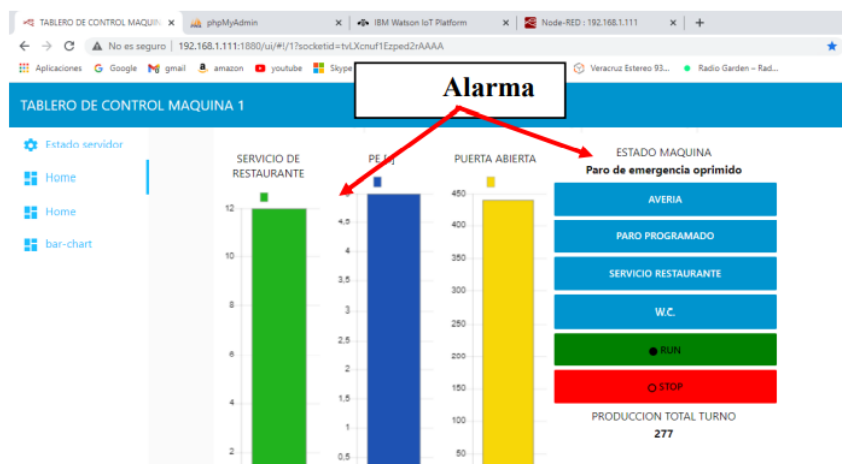 TABLERO DE CONTROL MAQUIN
phpMyAdmin
IBM Watson IoT Platform
Node-RED : 192.168.1.111
No es seguro | 192.168.1.111:1880/ui/#!/1?socketid=tvLXcnuf1Ezped2rAAAA
Aplicaciones
Google
gmail
amazon
youtube
Skype
Veracruz Estereo 93...
Radio Garden – Rad...
Alarma
TABLERO DE CONTROL MAQUINA 1
Estado servidor
Home
Home
bar-chart
SERVICIO DE
RESTAURANTE
12
10
8
6
4
2
4,5
4
3,5
3
2,5
2
1,5
1
0,5
PUERTA ABIERTA
450
400
350
300
250
200
150
100
50
ESTADO MAQUINA
Paro de emergencia oprimido
AVERIA
PARO PROGRAMADO
SERVICIO RESTAURANTE
W.C.
RUN
STOP
PRODUCCION TOTAL TURNO
277